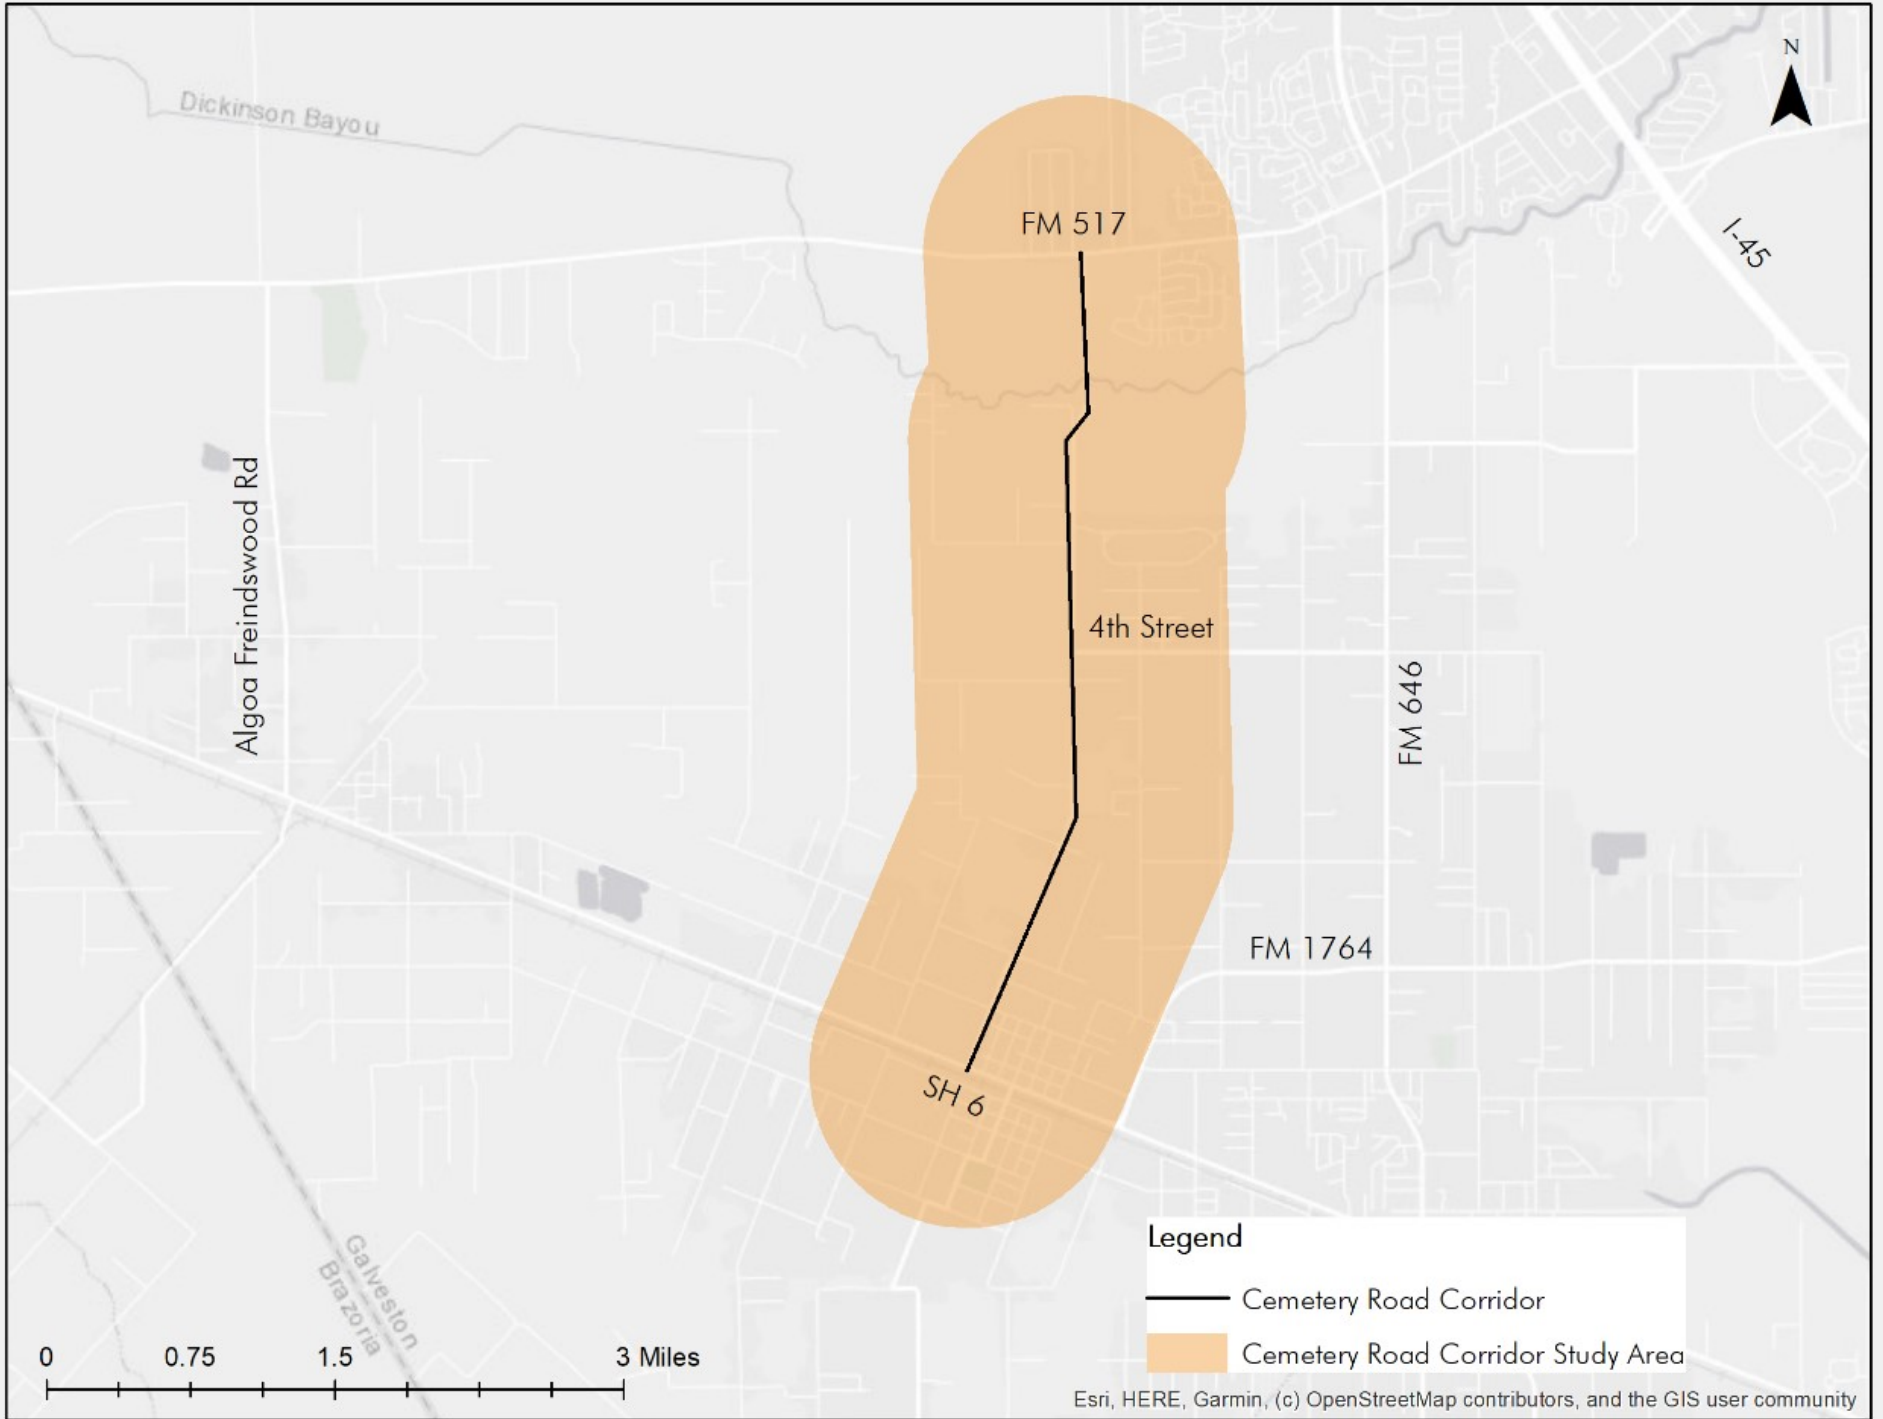 N
Dickinson Bayou
FM 517
I-45
Algoa Freindswood Rd
4th Street
FM 646
FM 1764
SH 6
Galveston
Brazoria
Legend
Cemetery Road Corridor
Cemetery Road Corridor Study Area
0 0.75 1.5 3 Miles
Esri, HERE, Garmin, (c) OpenStreetMap contributors, and the GIS user community